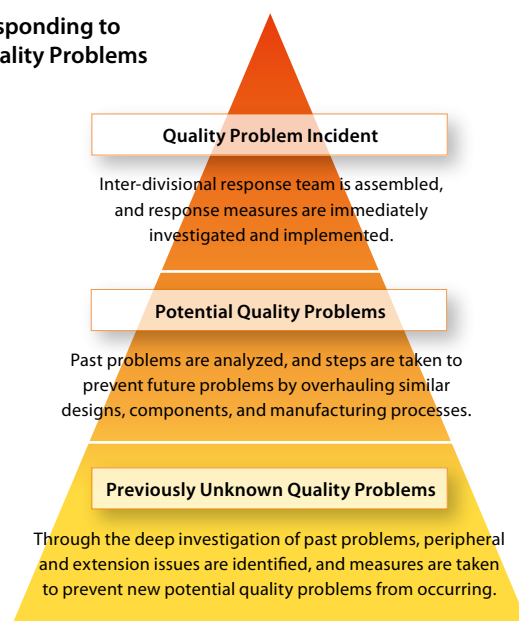 sponding to
ality Problems
Quality Problem Incident
Inter-divisional response team is assembled,
and response measures are immediately
investigated and implemented.
Potential Quality Problems
Past problems are analyzed, and steps are taken to
prevent future problems by overhauling similar
designs, components, and manufacturing processes.
Previously Unknown Quality Problems
Through the deep investigation of past problems, peripheral
and extension issues are identified, and measures are taken
to prevent new potential quality problems from occurring.